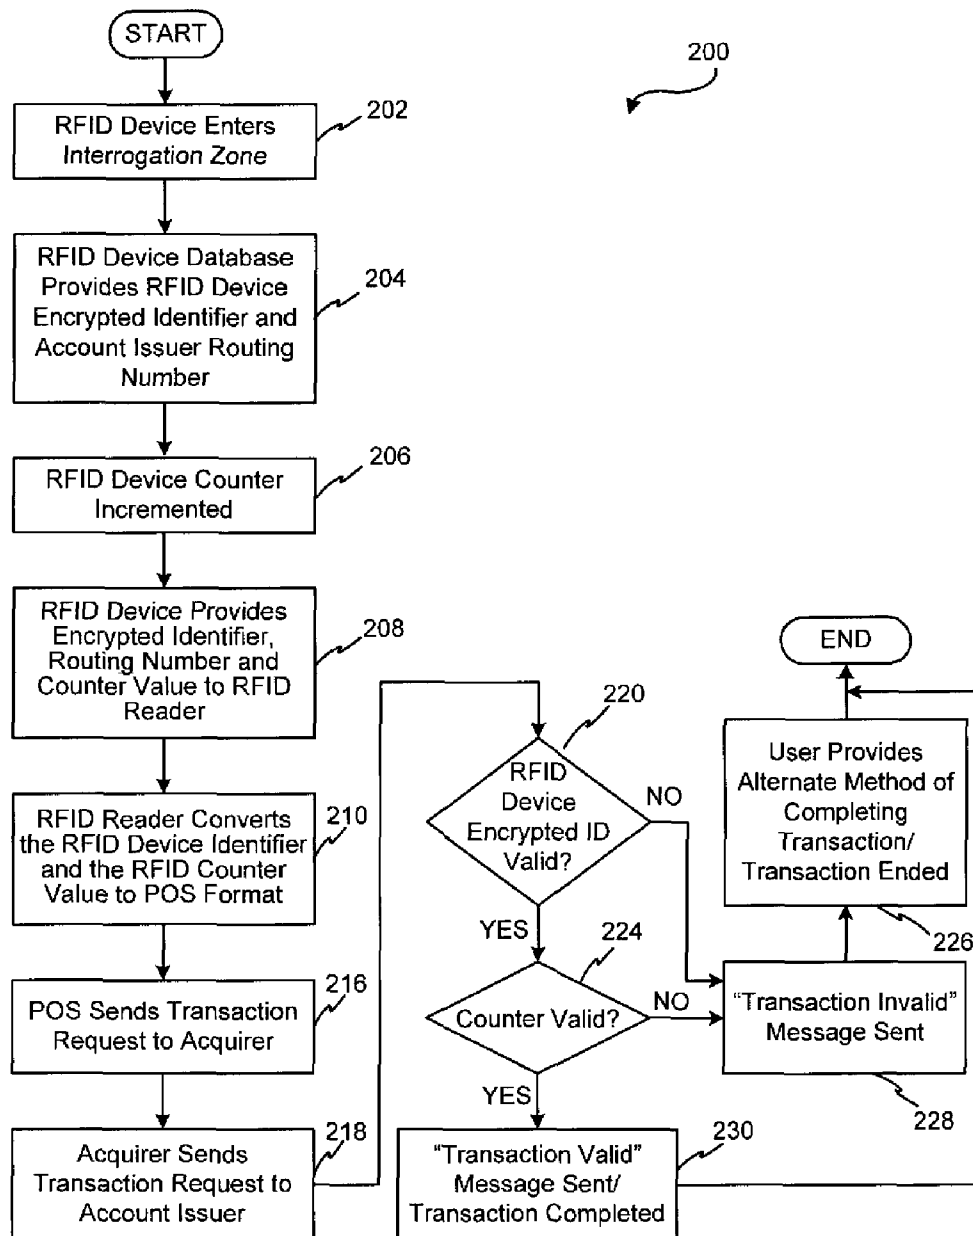 START
200
RFID Device Enters
Interrogation Zone
202
RFID Device Database
Provides RFID Device
Encrypted Identifier and
Account Issuer Routing
Number
204
RFID Device Counter
Incremented
206
RFID Device Provides
Encrypted Identifier,
Routing Number and
Counter Value to RFID
Reader
208
RFID Reader Converts
the RFID Device Identifier
and the RFID Counter
Value to POS Format
210
POS Sends Transaction
Request to Acquirer
216
Acquirer Sends
Transaction Request to
Account Issuer
218
RFID
Device
Encrypted ID
Valid?
220
NO
YES
Counter Valid?
224
NO
YES
"Transaction Valid"
Message Sent/
Transaction Completed
230
"Transaction Invalid"
Message Sent
228
User Provides
Alternate Method of
Completing
Transaction/
Transaction Ended
226
END